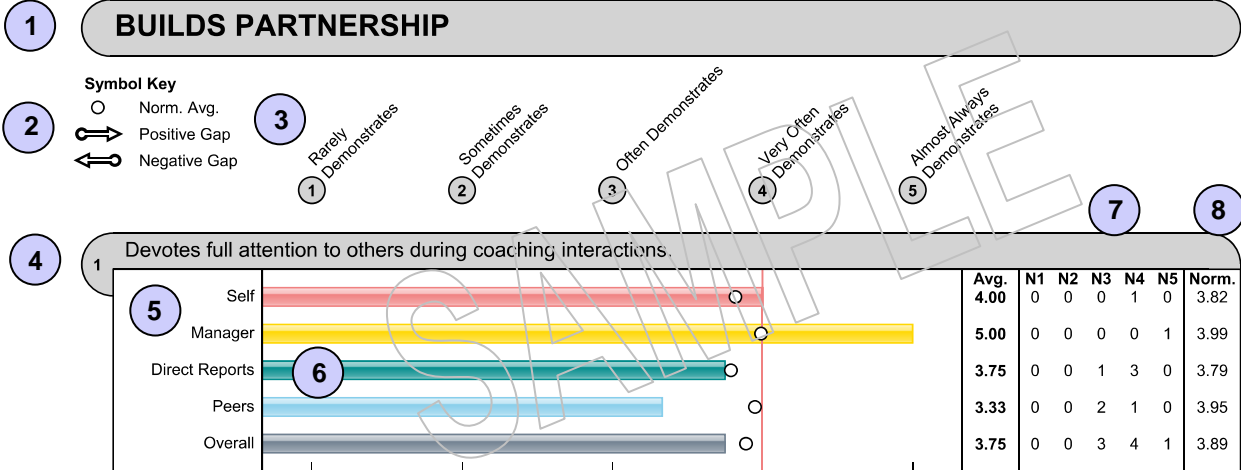 1
BUILDS PARTNERSHIP
Symbol Key
Norm. Avg.
Positive Gap
Negative Gap
2
3
Rarely
Demonstrates
Sometimes
Demonstrates
Often Demonstrates
Very Often
Demonstrates
Almost Always
Demonstrates
1 2 3 4 5
7 8
4
1 Devotes full attention to others during coaching interactions.
Avg. N1 N2 N3 N4 N5 Norm.
5
Self 4.00 0 0 0 1 0 3.82
Manager 5.00 0 0 0 0 1 3.99
6
Direct Reports 3.75 0 0 1 3 0 3.79
Peers 3.33 0 0 2 1 0 3.95
Overall 3.75 0 0 3 4 1 3.89
SAMPLE